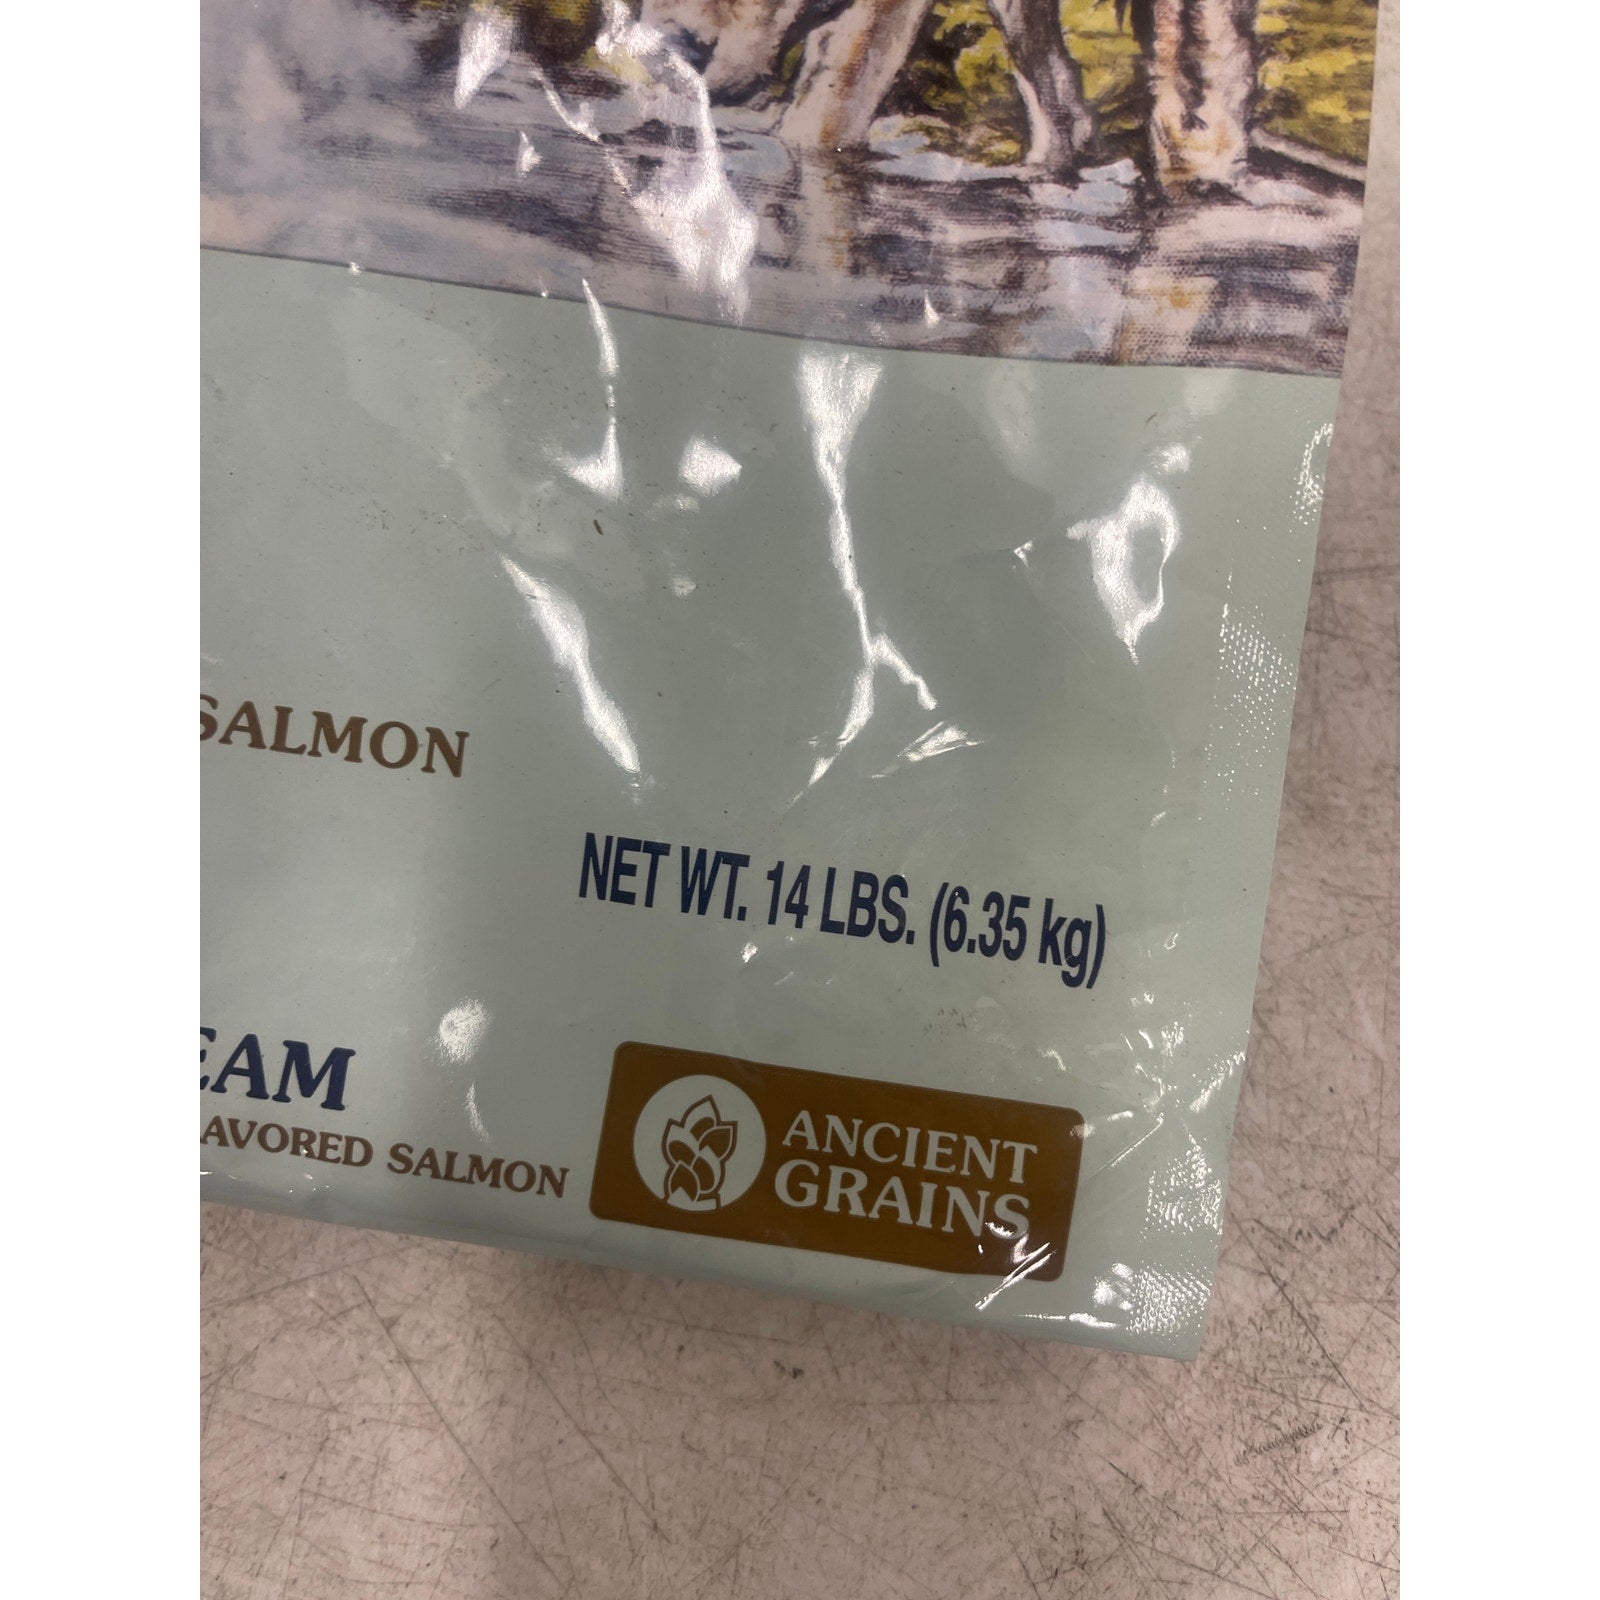 SALMON
NET WT. 14 LBS. (6.35 kg)
EAM
AVORED SALMON
ANCIENT
GRAINS